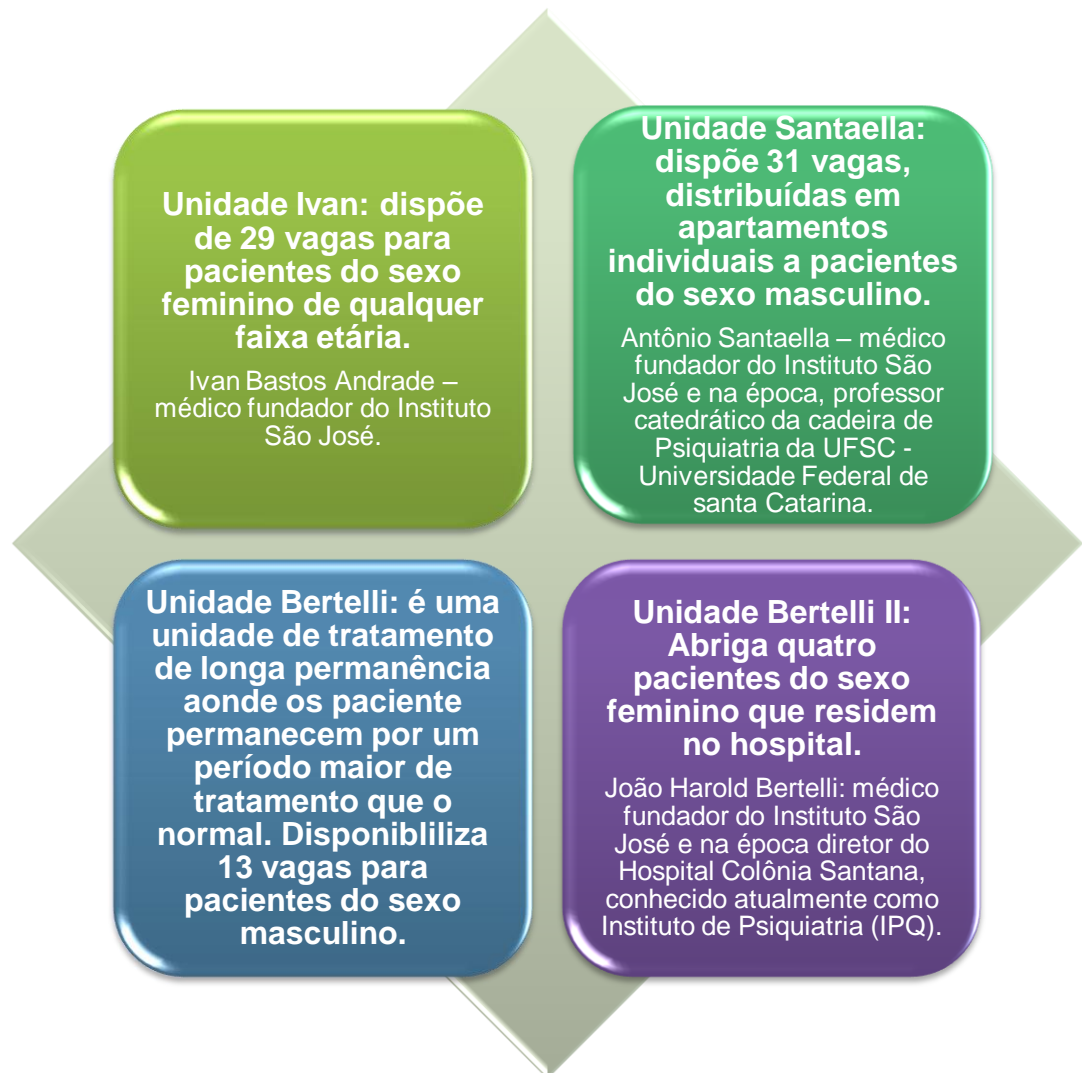 Unidade Ivan: dispõe
de 29 vagas para
pacientes do sexo
feminino de qualquer
faixa etária.
Ivan Bastos Andrade –
médico fundador do Instituto
São José.
Unidade Santaella:
dispõe 31 vagas,
distribuídas em
apartamentos
individuais a pacientes
do sexo masculino.
Antônio Santaella – médico
fundador do Instituto São
José e na época, professor
catedrático da cadeira de
Psiquiatria da UFSC -
Universidade Federal de
santa Catarina.
Unidade Bertelli: é uma
unidade de tratamento
de longa permanência
aonde os paciente
permanecem por um
período maior de
tratamento que o
normal. Disponibliliza
13 vagas para
pacientes do sexo
masculino.
Unidade Bertelli II:
Abriga quatro
pacientes do sexo
feminino que residem
no hospital.
João Harold Bertelli: médico
fundador do Instituto São
José e na época diretor do
Hospital Colônia Santana,
conhecido atualmente como
Instituto de Psiquiatria (IPQ).